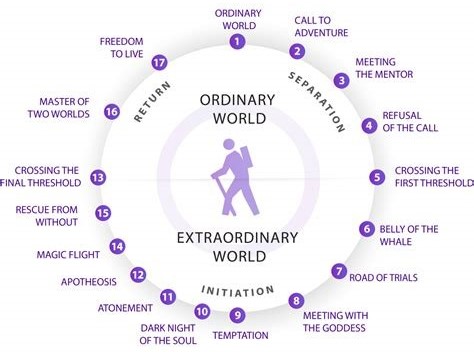 1
ORDINARY
WORLD
2
CALL TO
ADVENTURE
3
MEETING
THE MENTOR
4
REFUSAL
OF THE CALL
5
CROSSING THE
FIRST THRESHOLD
6
BELLY OF THE
WHALE
7
ROAD OF TRIALS
8
MEETING WITH
THE GODDESS
9
TEMPTATION
10
DARK NIGHT
OF THE SOUL
11
ATONEMENT
12
APOTHEOSIS
14
MAGIC FLIGHT
15
RESCUE FROM
WITHOUT
13
CROSSING THE
FINAL THRESHOLD
16
MASTER OF
TWO WORLDS
17
FREEDOM
TO LIVE
SEPARATION
INITIATION
RETURN
ORDINARY
WORLD
EXTRAORDINARY
WORLD